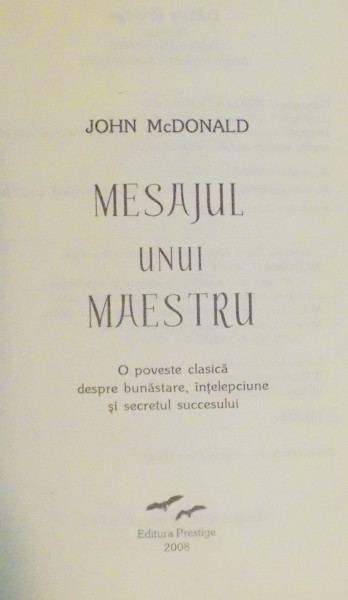 JOHN McDONALD
MESAJUL
UNUI
MAESTRU
O poveste clasică
despre bunăstare, înțelepciune
și secretul succesului
Editura Prestige
2008